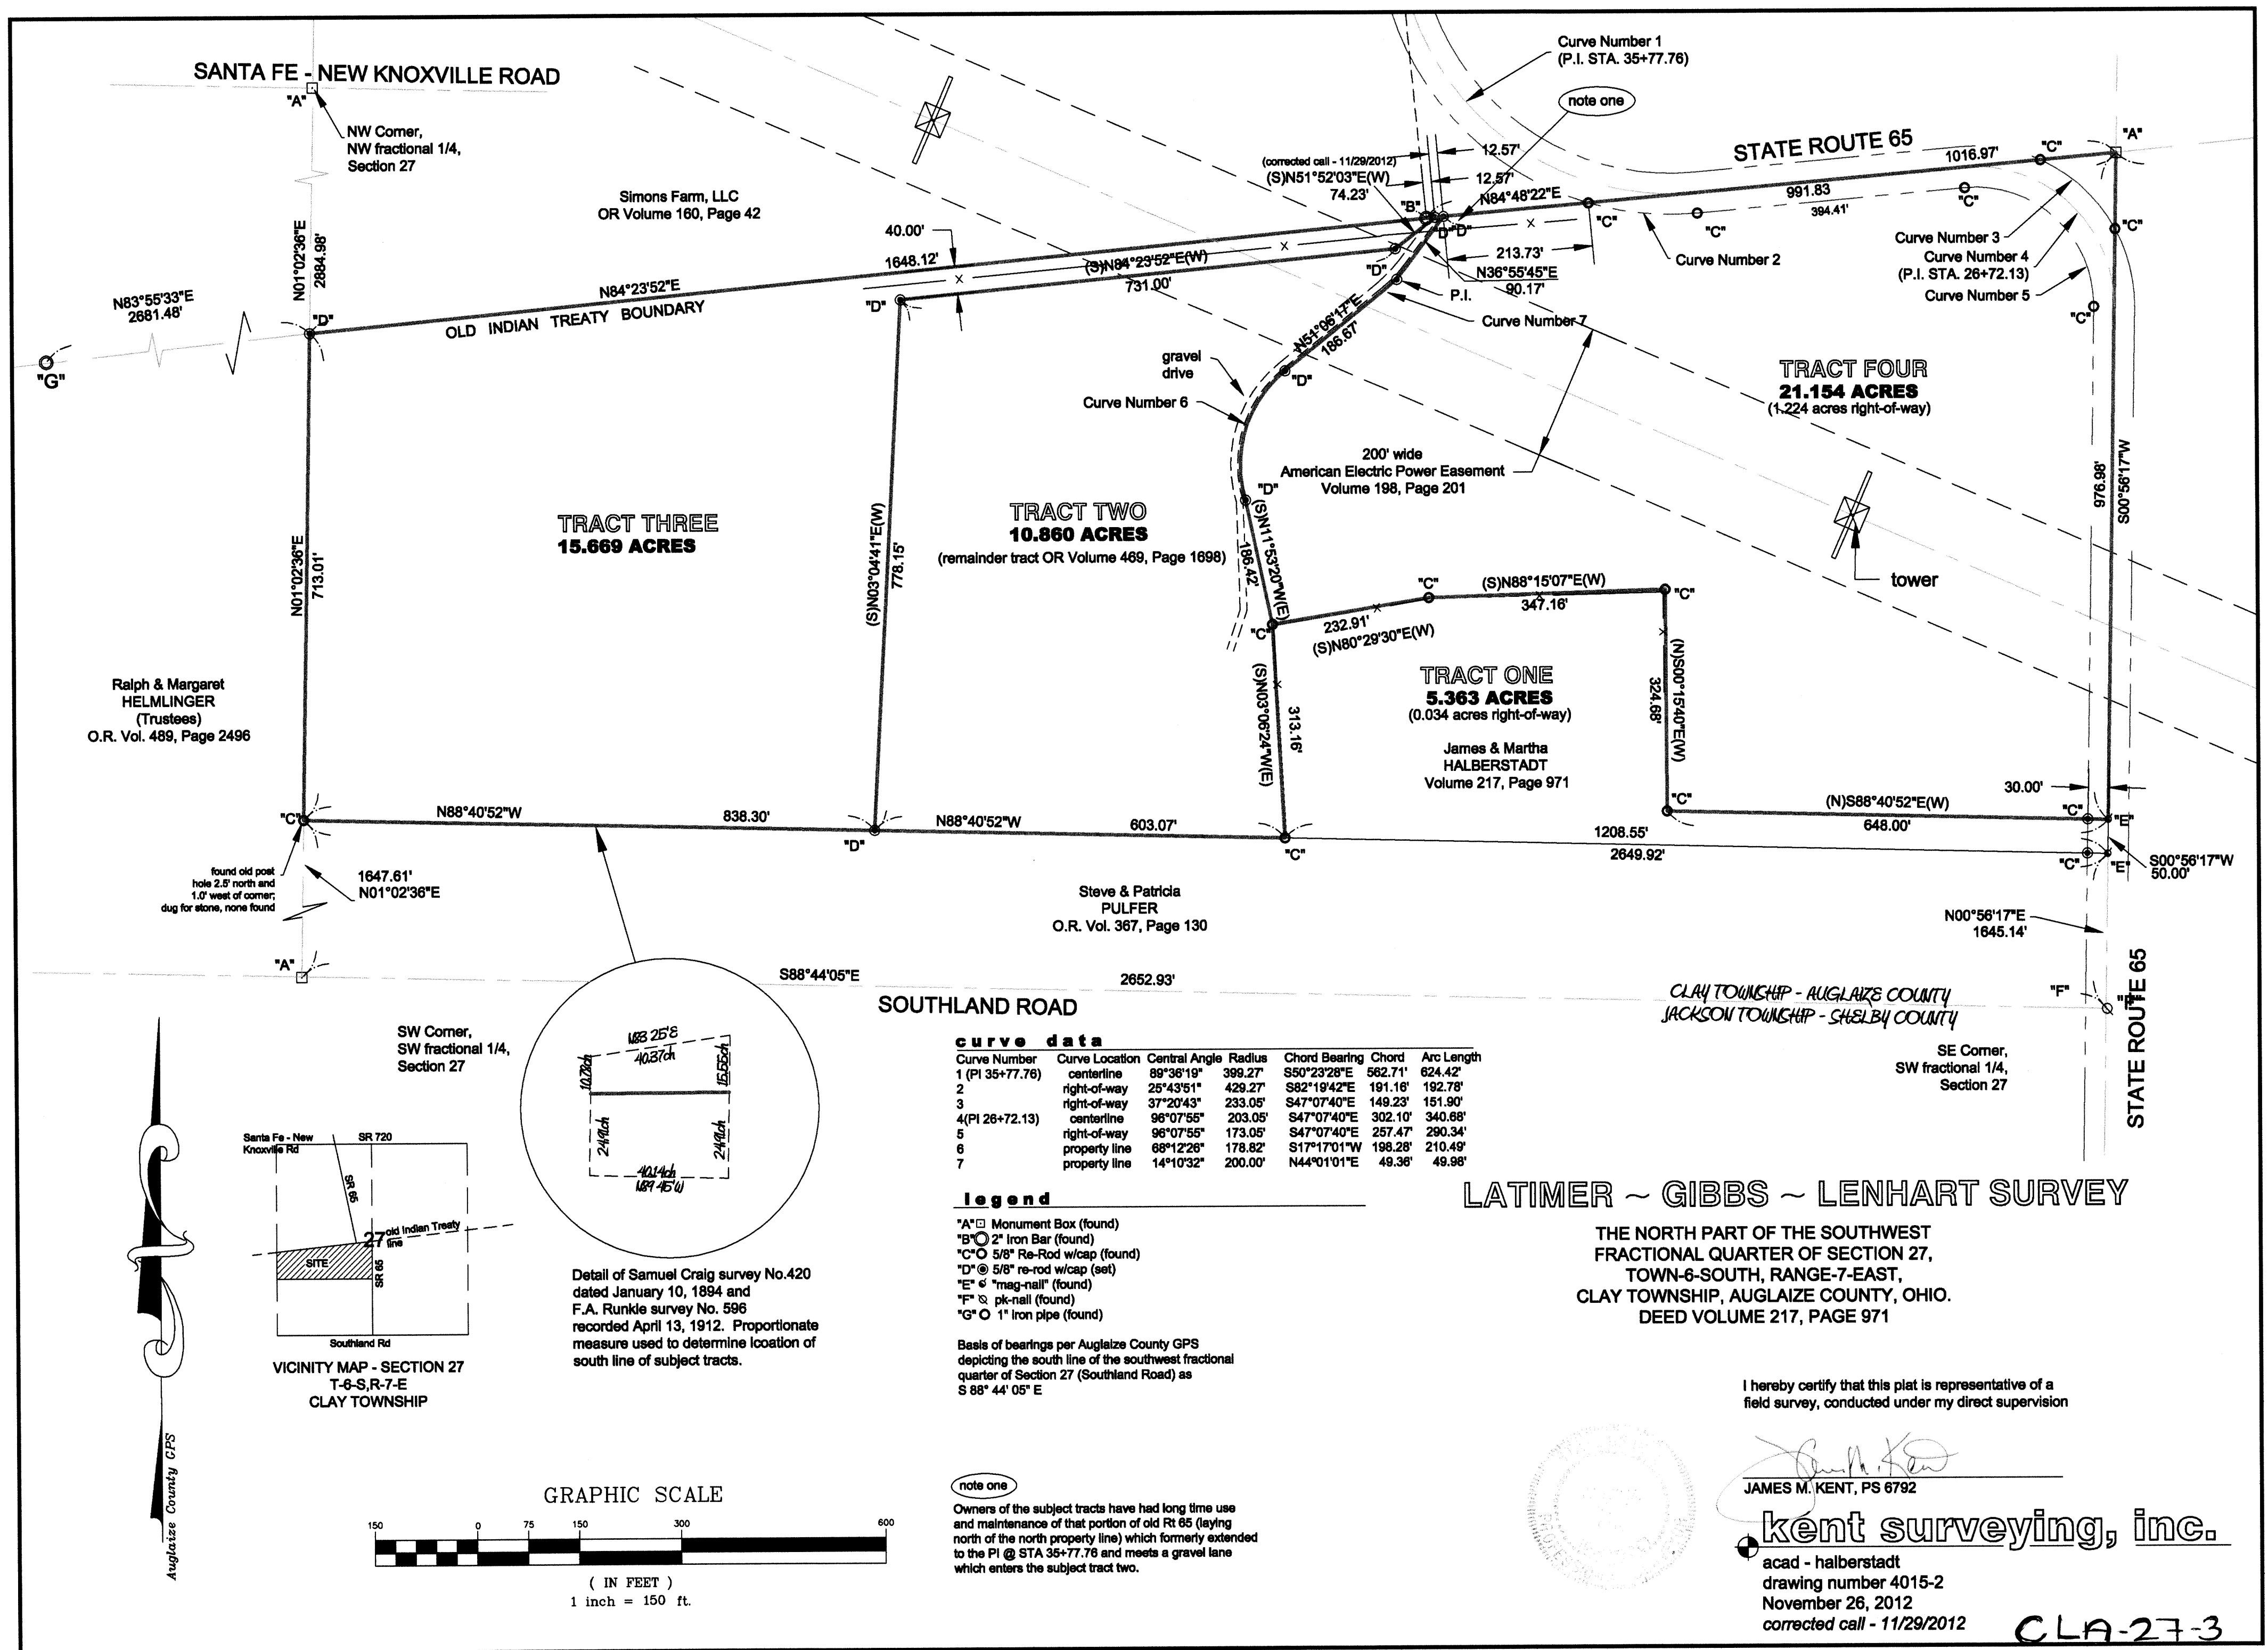 SANTA FE - NEW KNOXVILLE ROAD
"A"
NW Corner,
NW fractional 1/4,
Section 27
N01°02'36"E
2884.98'
N83°55'33"E
2681.48'
"G"
"D"
Simons Farm, LLC
OR Volume 160, Page 42
40.00'
1648.12'
N84°23'52"E
OLD INDIAN TREATY BOUNDARY
(S)N84°23'52"E(W)
731.00'
"D"
Curve Number 1
(P.I. STA. 35+77.76)
note one
(corrected call - 11/29/2012)
(S)N51°52'03"E(W)
74.23'
12.57'
12.57'
"B"
"D"
"D"
"D"
N84°48'22"E
213.73'
N36°55'45"E
90.17'
P.I.
Curve Number 7
N51°06'17"E
186.67'
"D"
gravel
drive
Curve Number 6
"D"
STATE ROUTE 65
1016.97'
991.83
394.41'
"C"
"A"
"C"
"C"
"C"
"C"
"C"
Curve Number 2
Curve Number 3
Curve Number 4
(P.I. STA. 26+72.13)
Curve Number 5
TRACT FOUR
21.154 ACRES
(1.224 acres right-of-way)
200' wide
American Electric Power Easement
Volume 198, Page 201
976.98'
S00°56'17"W
tower
TRACT THREE
15.669 ACRES
N01°02'36"E
713.01'
(S)N03°04'41"E(W)
778.15'
TRACT TWO
10.860 ACRES
(remainder tract OR Volume 469, Page 1698)
(S)N11°53'20"W(E)
186.42'
"C"
"C"
(S)N88°15'07"E(W)
347.16'
"C"
232.91'
(S)N80°29'30"E(W)
TRACT ONE
5.363 ACRES
(0.034 acres right-of-way)
James & Martha
HALBERSTADT
Volume 217, Page 971
(S)N03°06'24"W(E)
313.16'
324.68'
(N)S00°15'40"E(W)
"C"
30.00'
(N)S88°40'52"E(W)
648.00'
"C"
"E"
Ralph & Margaret
HELMLINGER
(Trustees)
O.R. Vol. 489, Page 2496
"C"
N88°40'52"W
838.30'
"D"
N88°40'52"W
603.07'
"C"
1208.55'
2649.92'
"C"
"E"
S00°56'17"W
50.00'
found old post
hole 2.5' north and
1.0' west of corner;
dug for stone, none found
1647.61'
N01°02'36"E
Steve & Patricia
PULFER
O.R. Vol. 367, Page 130
N00°56'17"E
1645.14'
"A"
S88°44'05"E
2652.93'
SOUTHLAND ROAD
CLAY TOWNSHIP - AUGLAIZE COUNTY
JACKSON TOWNSHIP - SHELBY COUNTY
"F"
STATE ROUTE 65
SW Corner,
SW fractional 1/4,
Section 27
SE Corner,
SW fractional 1/4,
Section 27
N83 25'E
40.37ch
10.78ch
15.55ch
24.91ch
24.91ch
40.14ch
N89 45'W
Detail of Samuel Craig survey No.420
dated January 10, 1894 and
F.A. Runkle survey No. 596
recorded April 13, 1912. Proportionate
measure used to determine lcoation of
south line of subject tracts.
curve data
Curve Number Curve Location Central Angle Radius Chord Bearing Chord Arc Length
1 (PI 35+77.76) centerline 89°36'19" 399.27' S50°23'28"E 562.71' 624.42'
2 right-of-way 25°43'51" 429.27' S82°19'42"E 191.16' 192.78'
3 right-of-way 37°20'43" 233.05' S47°07'40"E 149.23' 151.90'
4(PI 26+72.13) centerline 96°07'55" 203.05' S47°07'40"E 302.10' 340.68'
5 right-of-way 96°07'55" 173.05' S47°07'40"E 257.47' 290.34'
6 property line 68°12'26" 178.82' S17°17'01"W 198.28' 210.49'
7 property line 14°10'32" 200.00' N44°01'01"E 49.36' 49.98'
legend
"A" Monument Box (found)
"B" 2" Iron Bar (found)
"C" 5/8" Re-Rod w/cap (found)
"D" 5/8" re-rod w/cap (set)
"E" "mag-nail" (found)
"F" pk-nail (found)
"G" 1" Iron pipe (found)
Basis of bearings per Auglaize County GPS
depicting the south line of the southwest fractional
quarter of Section 27 (Southland Road) as
S 88° 44' 05" E
Santa Fe - New
Knoxville Rd
SR 720
SR 65
old Indian Treaty
line
27
SITE
SR 65
Southland Rd
VICINITY MAP - SECTION 27
T-6-S,R-7-E
CLAY TOWNSHIP
Auglaize County GPS
GRAPHIC SCALE
150 0 75 150 300 600
( IN FEET )
1 inch = 150 ft.
note one
Owners of the subject tracts have had long time use
and maintenance of that portion of old Rt 65 (laying
north of the north property line) which formerly extended
to the PI @ STA 35+77.76 and meets a gravel lane
which enters the subject tract two.
LATIMER ~ GIBBS ~ LENHART SURVEY
THE NORTH PART OF THE SOUTHWEST
FRACTIONAL QUARTER OF SECTION 27,
TOWN-6-SOUTH, RANGE-7-EAST,
CLAY TOWNSHIP, AUGLAIZE COUNTY, OHIO.
DEED VOLUME 217, PAGE 971
I hereby certify that this plat is representative of a
field survey, conducted under my direct supervision
JAMES M. KENT, PS 6792
kent surveying, inc.
acad - halberstadt
drawing number 4015-2
November 26, 2012
corrected call - 11/29/2012
CLA-27-3